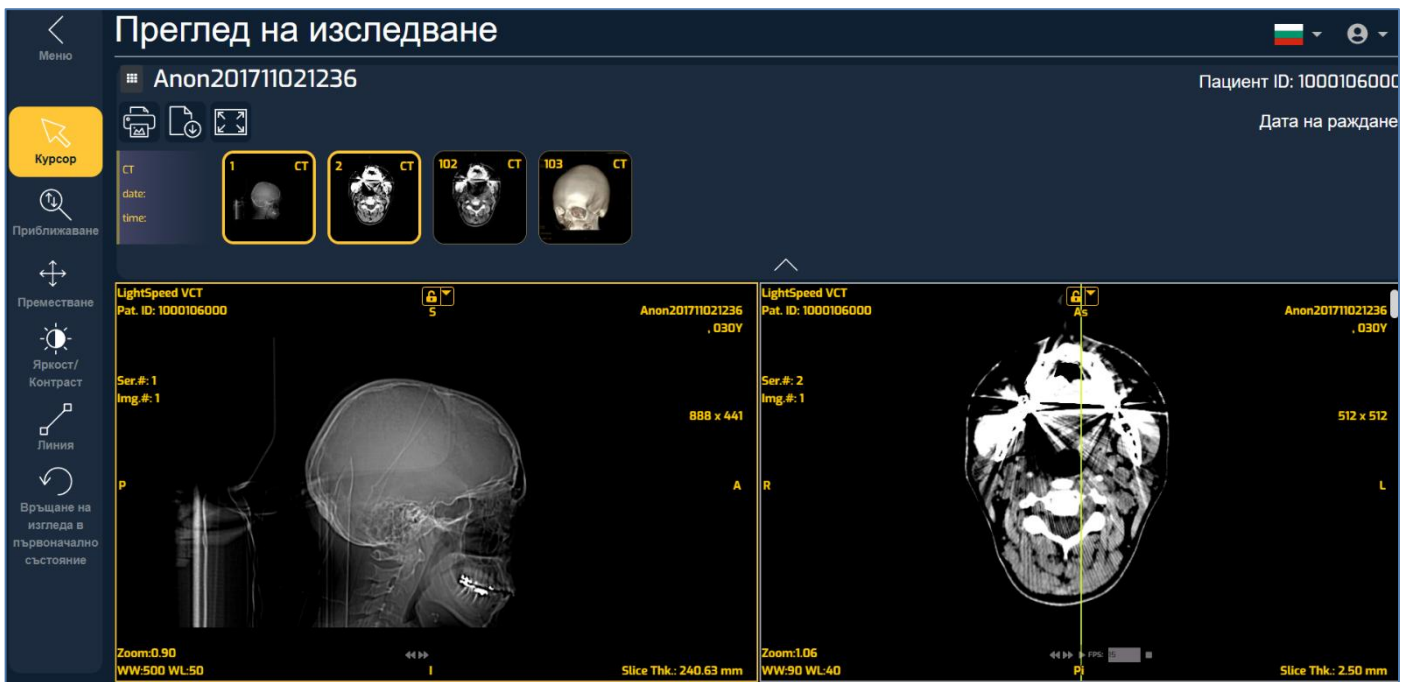 Преглед на изследване
Меню
Anon201711021236
Пациент ID: 1000106000
Дата на раждане
Курсор
Приближаване
Преместване
Яркост/
Контраст
Линия
Връщане на
изгледа в
първоначално
състояние
CT
date:
time:
1 CT
2 CT
102 CT
103 CT
LightSpeed VCT
Pat. ID: 1000106000
S
Anon201711021236
, 030Y
Ser.#: 1
Img.#: 1
888 x 441
P
A
Zoom:0.90
WW:500 WL:50
I
Slice Thk.: 240.63 mm
LightSpeed VCT
Pat. ID: 1000106000
As
Anon201711021236
, 030Y
Ser.#: 2
Img.#: 1
512 x 512
R
L
Zoom:1.06
WW:90 WL:40
FPS: 15
Pi
Slice Thk.: 2.50 mm